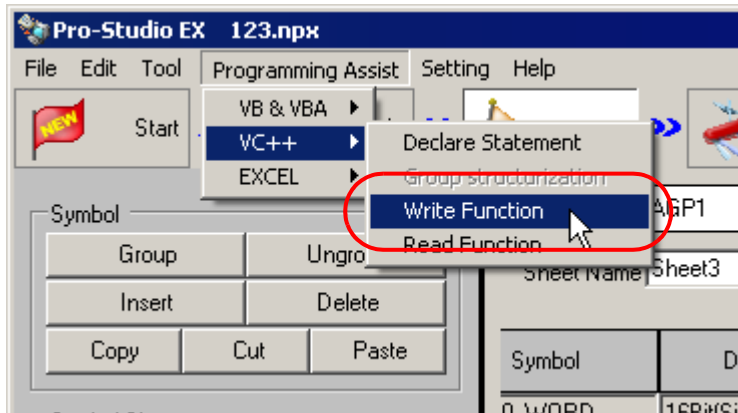 Pro-Studio EX 123.npx
File Edit Tool Programming Assist Setting Help
NEW Start
VB & VBA
VC++
EXCEL
Declare Statement
Group structurization
Write Function
Read Function
AGP1
Sheet Name Sheet3
Symbol
Group
Insert Delete
Copy Cut Paste
Symbol
0 WORD